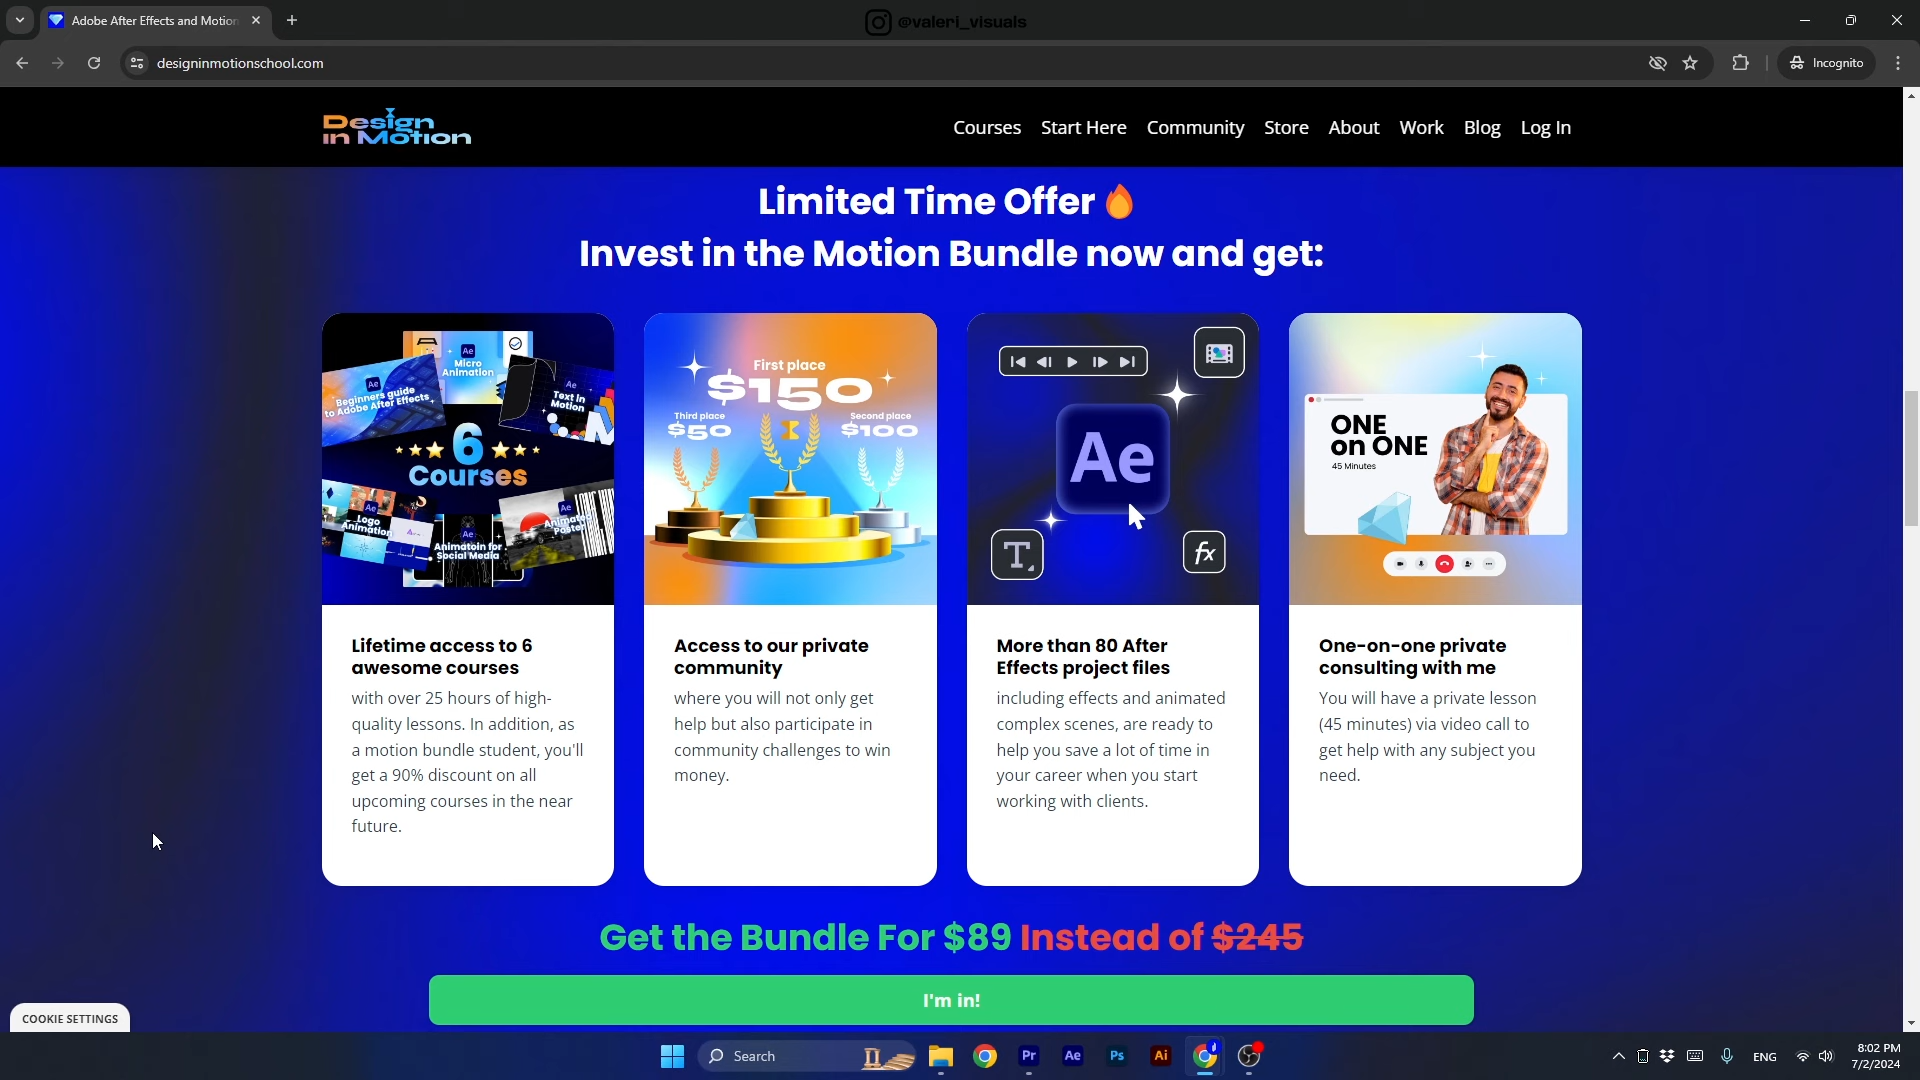 Adobe After Effects and Motion
@valeri_visuals
designinmotionschool.com
Incognito
Design
in Motion
Courses Start Here Community Store About Work Blog Log In
Limited Time Offer
Invest in the Motion Bundle now and get:
Ae
Micro
Animation
Ae
Beginners guide
to Adobe After Effects
Ae
Text In
Motion
6
Courses
Ae
Logo
Animation
Ae
Animatoin for
Social Media
Ae
Animated
Poster
First place
$150
Third place
$50
Second place
$100
Ae
T
fx
ONE
on ONE
45 Minutes
Lifetime access to 6
awesome courses
with over 25 hours of high-
quality lessons. In addition, as
a motion bundle student, you'll
get a 90% discount on all
upcoming courses in the near
future.
Access to our private
community
where you will not only get
help but also participate in
community challenges to win
money.
More than 80 After
Effects project files
including effects and animated
complex scenes, are ready to
help you save a lot of time in
your career when you start
working with clients.
One-on-one private
consulting with me
You will have a private lesson
(45 minutes) via video call to
get help with any subject you
need.
Get the Bundle For $89 Instead of $245
I'm in!
COOKIE SETTINGS
Search
Pr
Ae
Ps
Ai
ENG
8:02 PM
7/2/2024